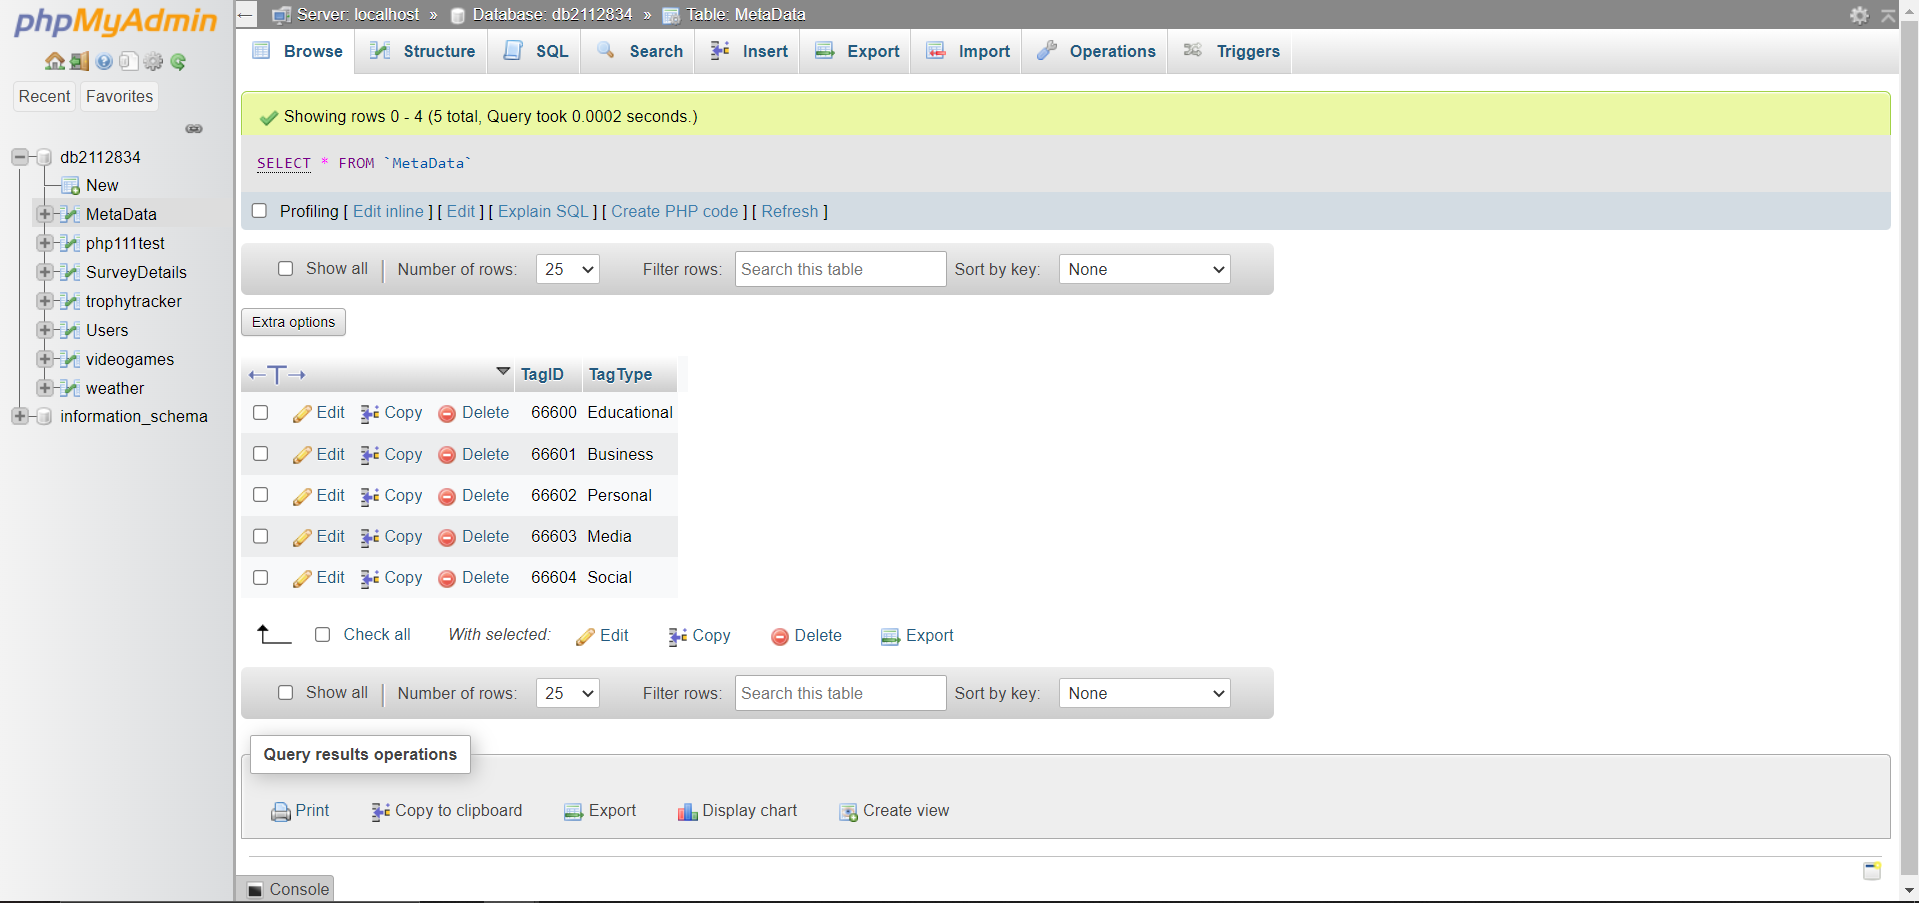 phpMyAdmin
Recent Favorites
db2112834
New
MetaData
php111test
SurveyDetails
trophytracker
Users
videogames
weather
information_schema
Server: localhost » Database: db2112834 » Table: MetaData
Browse Structure SQL Search Insert Export Import Operations Triggers
Showing rows 0 - 4 (5 total, Query took 0.0002 seconds.)
SELECT * FROM `MetaData`
Profiling [ Edit inline ] [ Edit ] [ Explain SQL ] [ Create PHP code ] [ Refresh ]
Show all Number of rows: 25 Filter rows: Search this table Sort by key: None
Extra options
TagID TagType
Edit Copy Delete 66600 Educational
Edit Copy Delete 66601 Business
Edit Copy Delete 66602 Personal
Edit Copy Delete 66603 Media
Edit Copy Delete 66604 Social
Check all With selected: Edit Copy Delete Export
Show all Number of rows: 25 Filter rows: Search this table Sort by key: None
Query results operations
Print Copy to clipboard Export Display chart Create view
Console